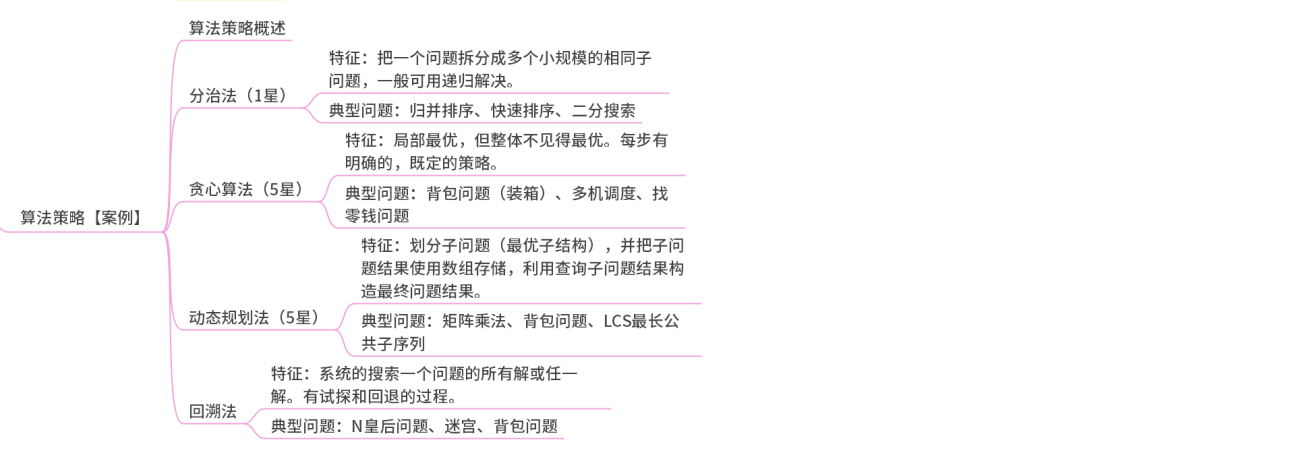 算法策略【案例】
算法策略概述
分治法（1星）
特征：把一个问题拆分成多个小规模的相同子
问题，一般可用递归解决。
典型问题：归并排序、快速排序、二分搜索
贪心算法（5星）
特征：局部最优，但整体不见得最优。每步有
明确的，既定的策略。
典型问题：背包问题（装箱）、多机调度、找
零钱问题
动态规划法（5星）
特征：划分子问题（最优子结构），并把子问
题结果使用数组存储，利用查询子问题结果构
造最终问题结果。
典型问题：矩阵乘法、背包问题、LCS最长公
共子序列
回溯法
特征：系统的搜索一个问题的所有解或任一
解。有试探和回退的过程。
典型问题：N皇后问题、迷宫、背包问题